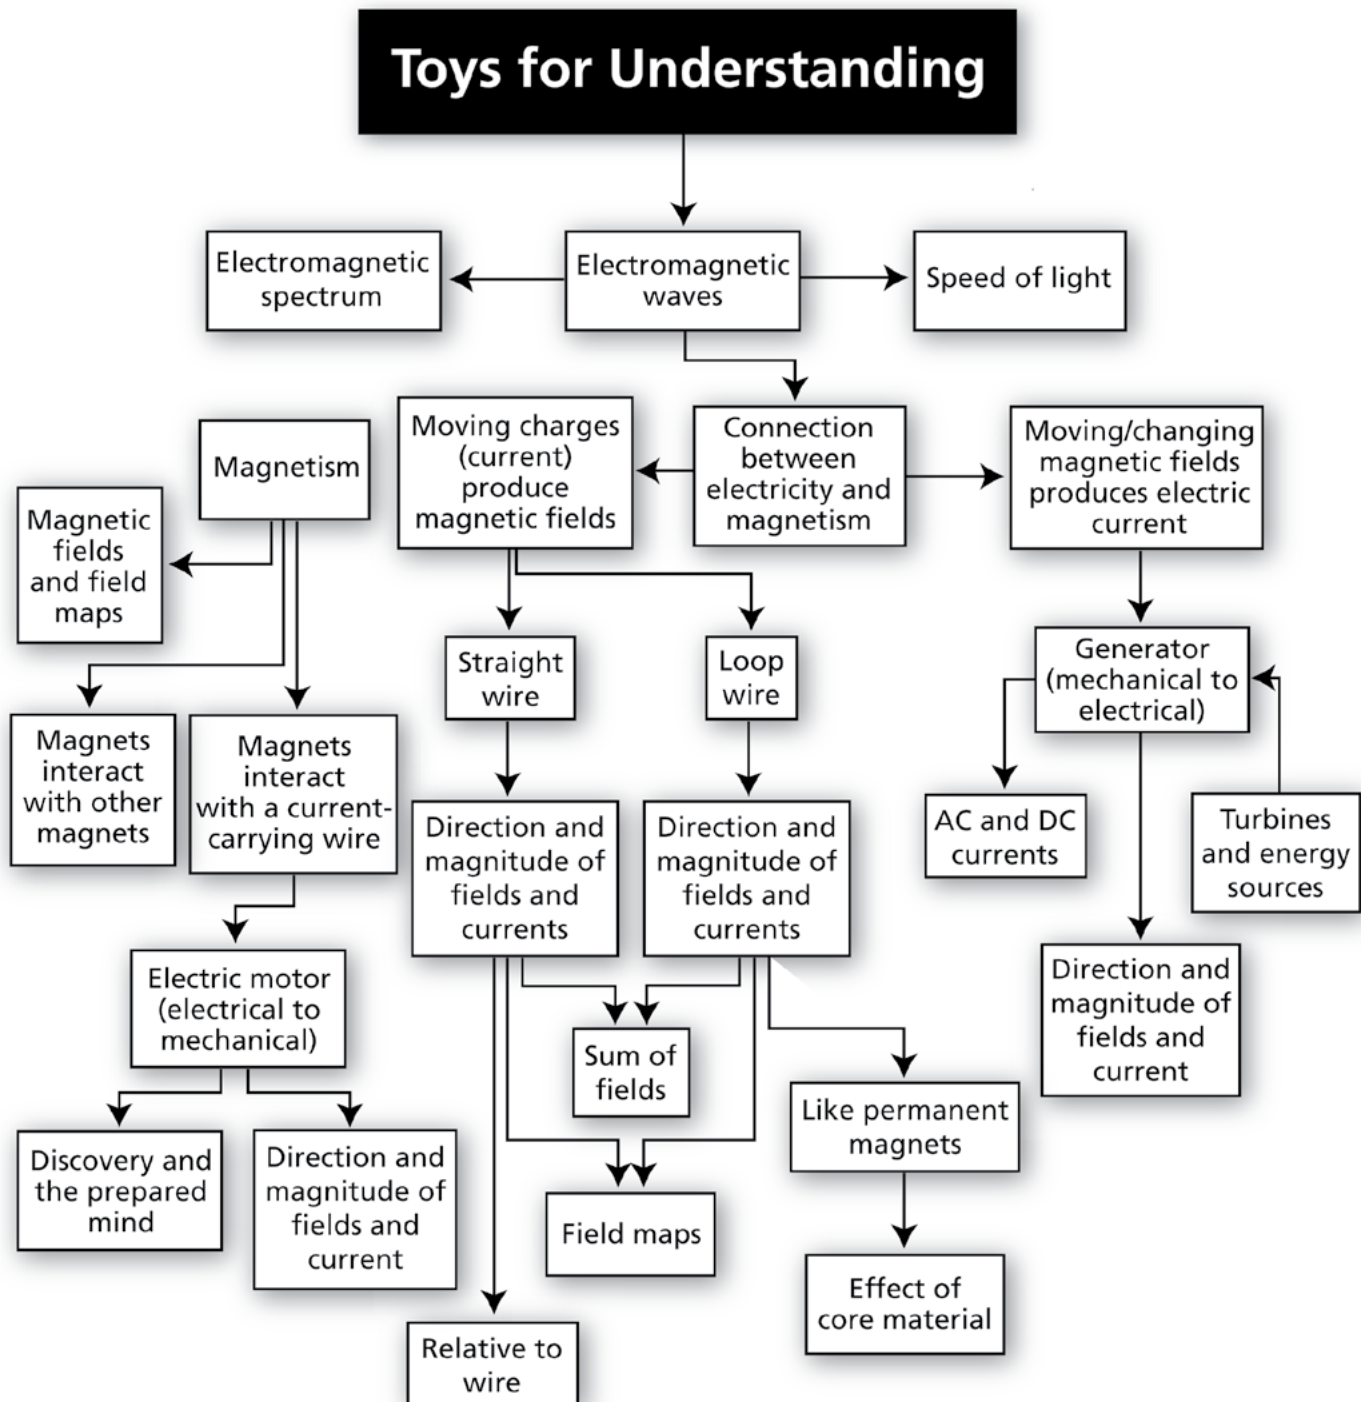 Toys for Understanding
Electromagnetic
spectrum
Electromagnetic
waves
Speed of light
Magnetism
Moving charges
(current)
produce
magnetic fields
Connection
between
electricity and
magnetism
Moving/changing
magnetic fields
produces electric
current
Magnetic
fields
and field
maps
Straight
wire
Loop
wire
Generator
(mechanical to
electrical)
Magnets
interact
with other
magnets
Magnets
interact
with a current-
carrying wire
Direction and
magnitude of
fields and
currents
Direction and
magnitude of
fields and
currents
AC and DC
currents
Turbines
and energy
sources
Electric motor
(electrical to
mechanical)
Sum of
fields
Direction and
magnitude of
fields and
current
Like permanent
magnets
Discovery and
the prepared
mind
Direction and
magnitude of
fields and
current
Field maps
Effect of
core material
Relative to
wire